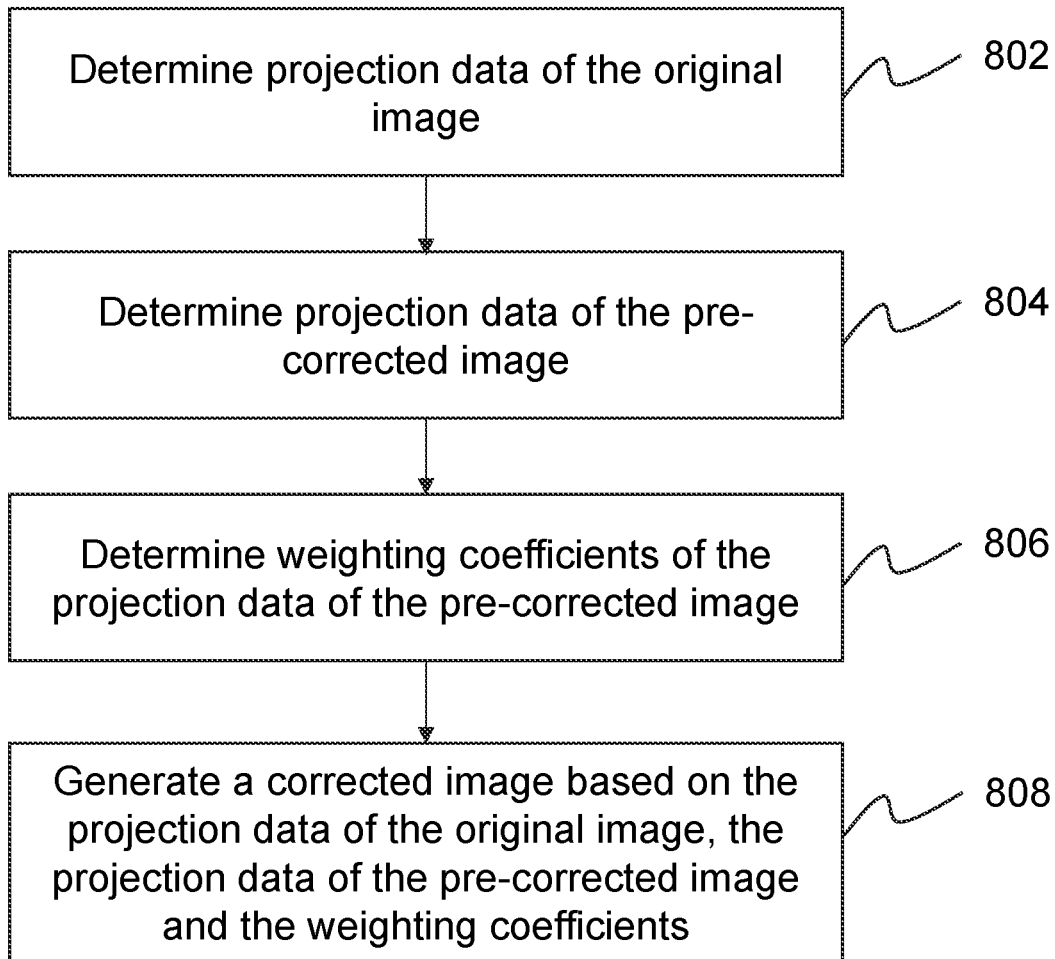 Determine projection data of the original
image
802
Determine projection data of the pre-
corrected image
804
Determine weighting coefficients of the
projection data of the pre-corrected image
806
Generate a corrected image based on the
projection data of the original image, the
projection data of the pre-corrected image
and the weighting coefficients
808